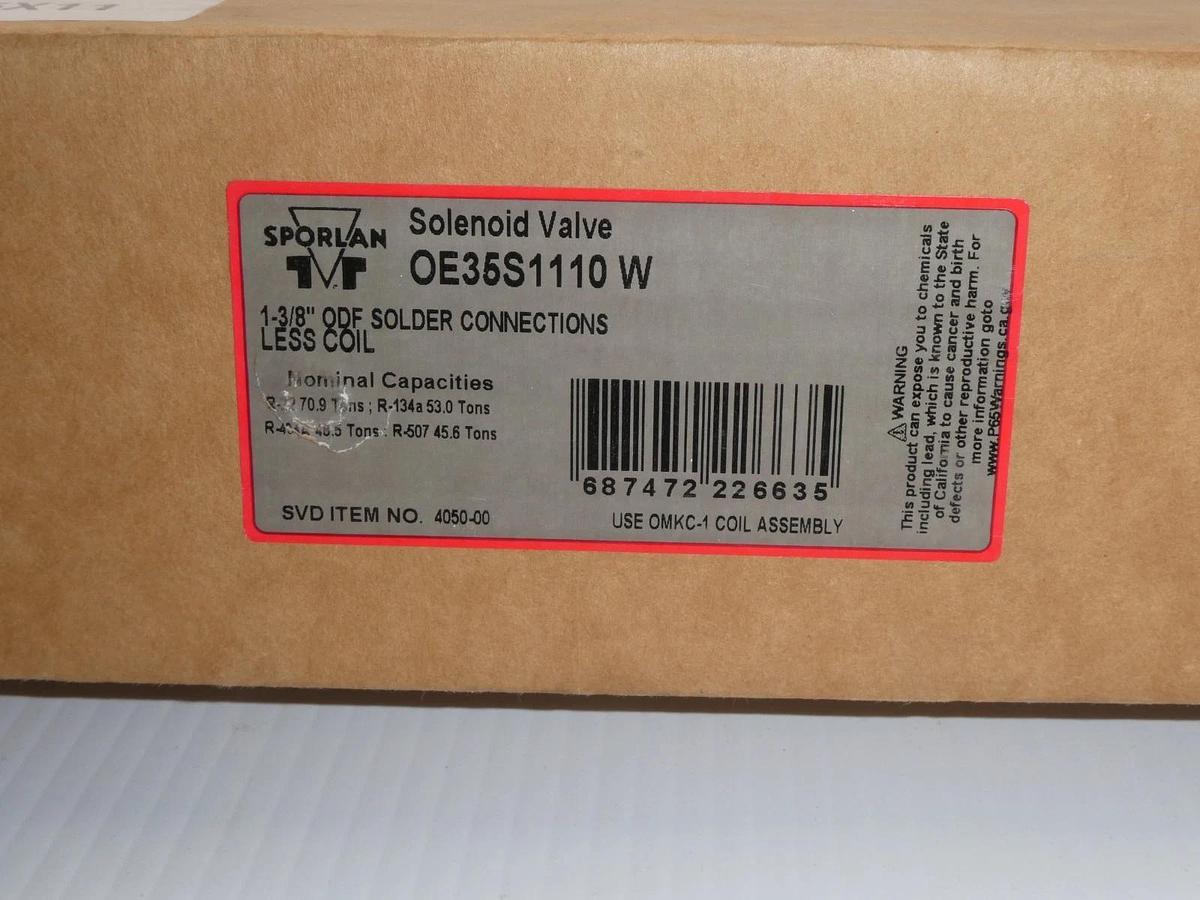 X11
SPORLAN
Solenoid Valve
OE35S1110 W
1-3/8" ODF SOLDER CONNECTIONS
LESS COIL
Nominal Capacities
70.9 Tons ; R-134a 53.0 Tons
Tons ; R-507 45.6 Tons
687472 226635
SVD ITEM NO. 4050-00
USE OMKC-1 COIL ASSEMBLY
⚠ WARNING
This product can expose you to chemicals
including lead, which is known to the State
of California to cause cancer and birth
defects or other reproductive harm. For
more information goto
www.P65Warnings.ca.gov